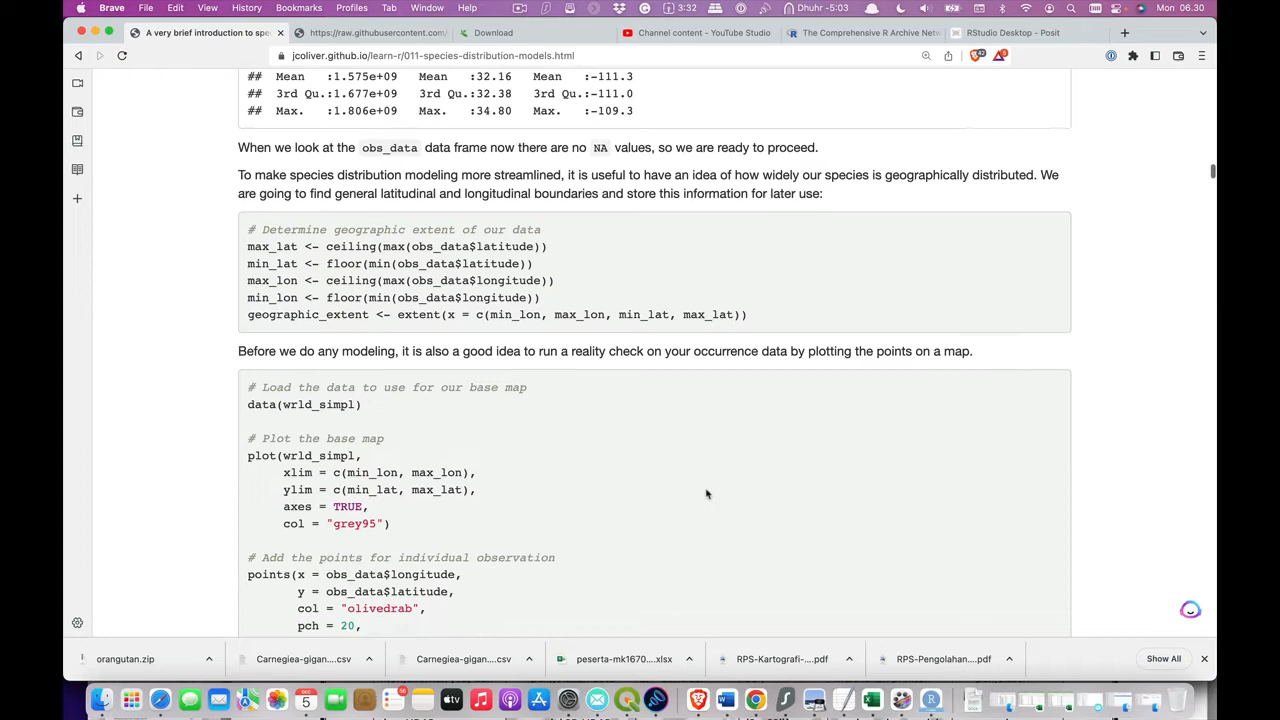 Brave File Edit View History Bookmarks Profiles Tab Window Help 3:32 Dhuhr -5:03 Mon 06.30
A very brief introduction to spe
https://raw.githubusercontent.com/
Download
Channel content - YouTube Studio
The Comprehensive R Archive Netw
RStudio Desktop - Posit
jcoliver.github.io/learn-r/011-species-distribution-models.html
## Mean :1.575e+09 Mean :32.16 Mean :-111.3
## 3rd Qu.:1.677e+09 3rd Qu.:32.38 3rd Qu.:-111.0
## Max. :1.806e+09 Max. :34.80 Max. :-109.3
When we look at the obs_data data frame now there are no NA values, so we are ready to proceed.
To make species distribution modeling more streamlined, it is useful to have an idea of how widely our species is geographically distributed. We
are going to find general latitudinal and longitudinal boundaries and store this information for later use:
# Determine geographic extent of our data
max_lat <- ceiling(max(obs_data$latitude))
min_lat <- floor(min(obs_data$latitude))
max_lon <- ceiling(max(obs_data$longitude))
min_lon <- floor(min(obs_data$longitude))
geographic_extent <- extent(x = c(min_lon, max_lon, min_lat, max_lat))
Before we do any modeling, it is also a good idea to run a reality check on your occurrence data by plotting the points on a map.
# Load the data to use for our base map
data(wrld_simpl)
# Plot the base map
plot(wrld_simpl,
xlim = c(min_lon, max_lon),
ylim = c(min_lat, max_lat),
axes = TRUE,
col = "grey95")
# Add the points for individual observation
points(x = obs_data$longitude,
y = obs_data$latitude,
col = "olivedrab",
pch = 20,
orangutan.zip
Carnegiea-gigan....csv
Carnegiea-gigan....csv
peserta-mk1670....xlsx
RPS-Kartografi-....pdf
RPS-Pengolahan....pdf
Show All